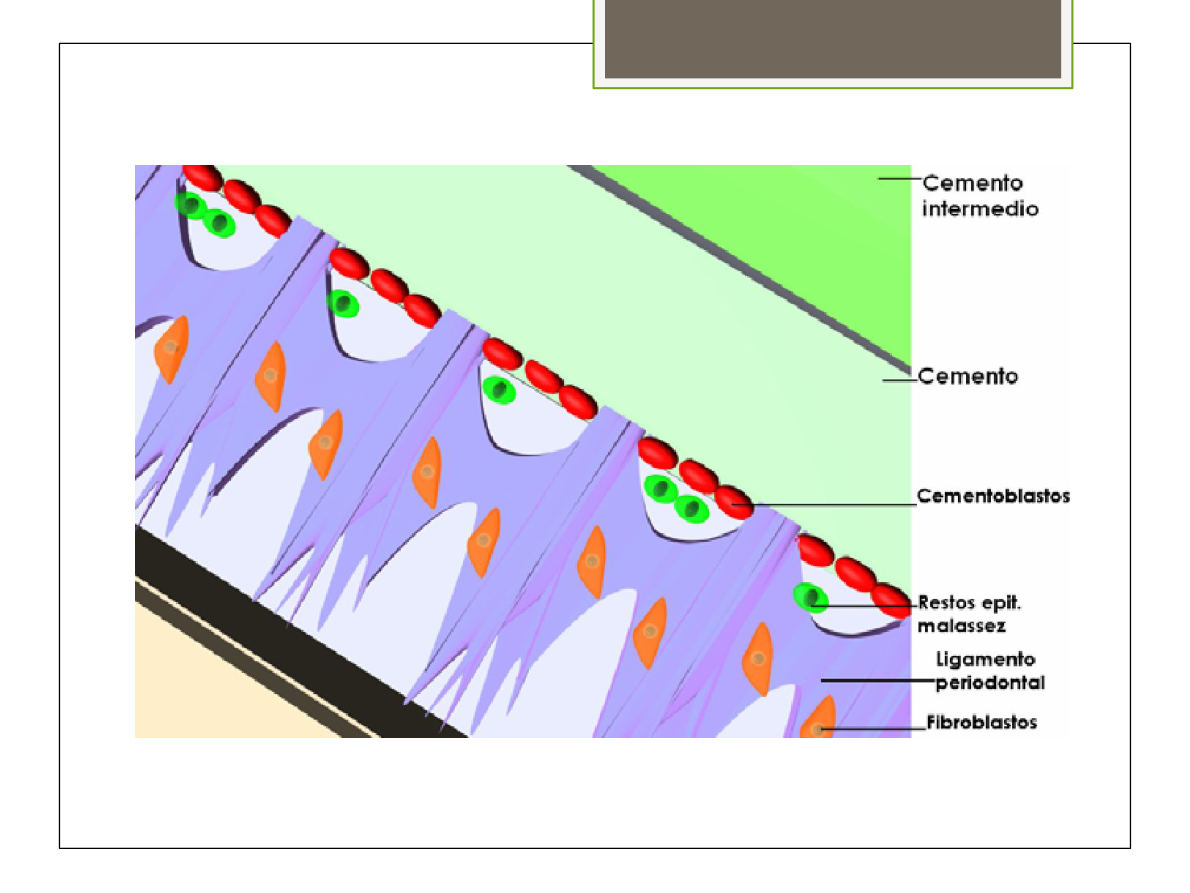 Cemento
intermedio
Cemento
Cementoblastos
Restos epit.
malassez
Ligamento
periodontal
Fibroblastos